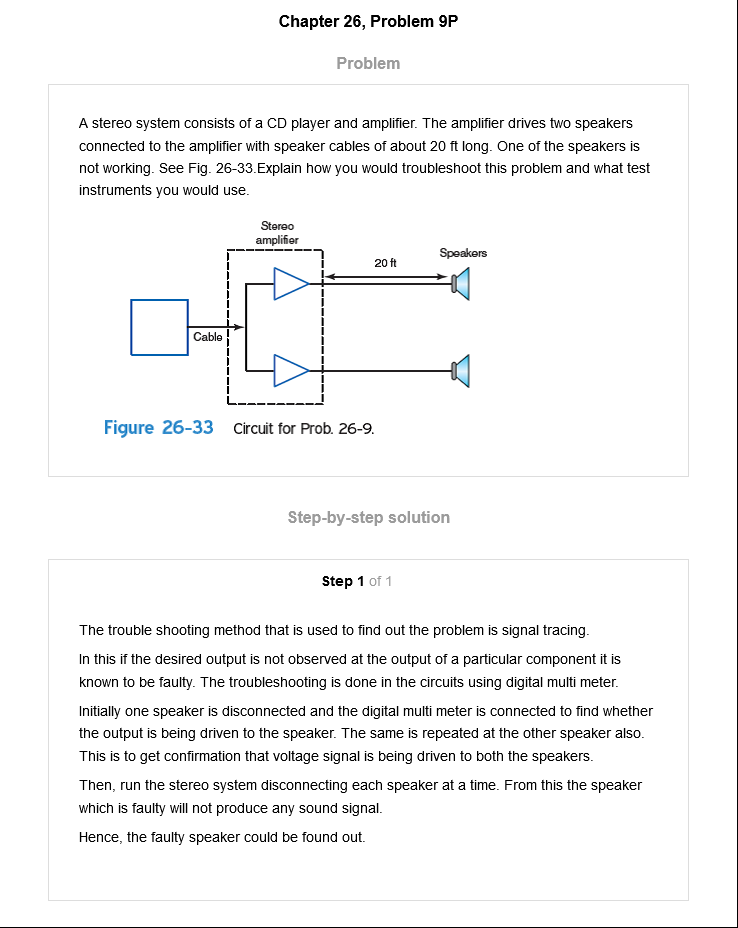 Chapter 26, Problem 9P
Problem
A stereo system consists of a CD player and amplifier. The amplifier drives two speakers
connected to the amplifier with speaker cables of about 20 ft long. One of the speakers is
not working. See Fig. 26-33.Explain how you would troubleshoot this problem and what test
instruments you would use.
Stereo
amplifier
20 ft
Speakers
Cable
Figure 26-33 Circuit for Prob. 26-9.
Step-by-step solution
Step 1 of 1
The trouble shooting method that is used to find out the problem is signal tracing.
In this if the desired output is not observed at the output of a particular component it is
known to be faulty. The troubleshooting is done in the circuits using digital multi meter.
Initially one speaker is disconnected and the digital multi meter is connected to find whether
the output is being driven to the speaker. The same is repeated at the other speaker also.
This is to get confirmation that voltage signal is being driven to both the speakers.
Then, run the stereo system disconnecting each speaker at a time. From this the speaker
which is faulty will not produce any sound signal.
Hence, the faulty speaker could be found out.